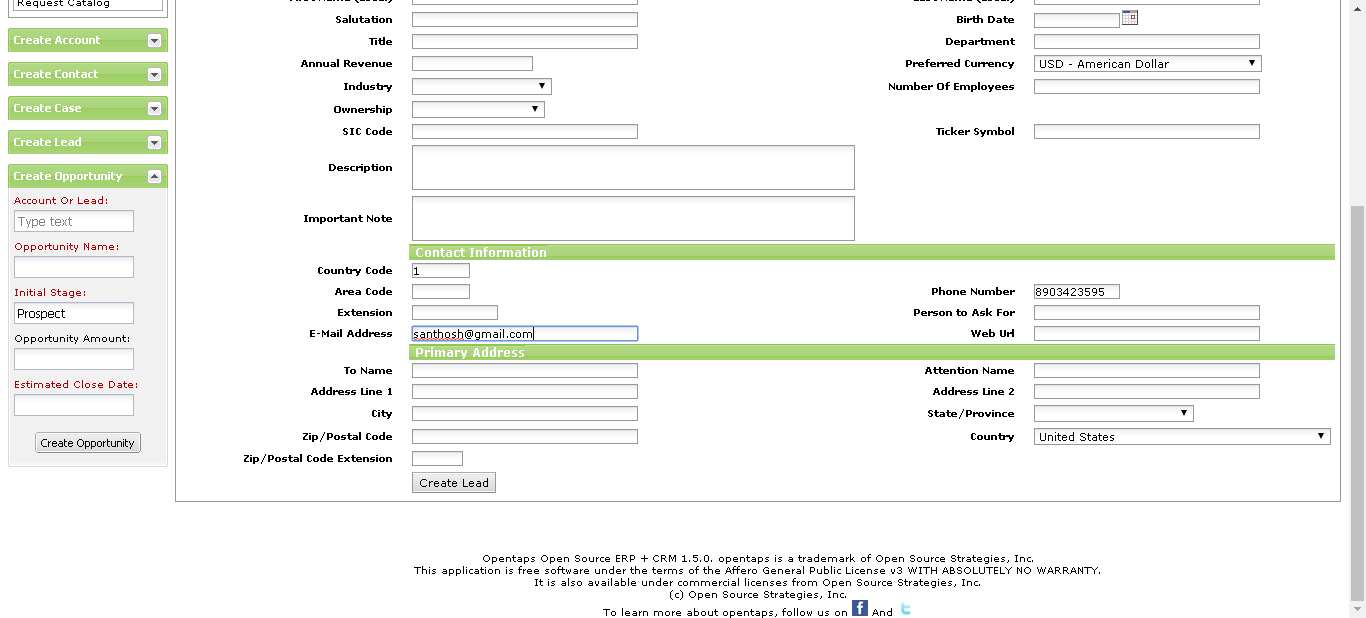 Request Catalog
Create Account
Create Contact
Create Case
Create Lead
Create Opportunity
Account Or Lead:
Type text
Opportunity Name:
Initial Stage:
Prospect
Opportunity Amount:
Estimated Close Date:
Create Opportunity
Salutation
Birth Date
Title
Department
Annual Revenue
Preferred Currency
USD - American Dollar
Industry
Number Of Employees
Ownership
SIC Code
Ticker Symbol
Description
Important Note
Contact Information
Country Code
1
Area Code
Phone Number
8903423595
Extension
Person to Ask For
E-Mail Address
santhosh@gmail.com
Web Url
Primary Address
To Name
Attention Name
Address Line 1
Address Line 2
City
State/Province
Zip/Postal Code
Country
United States
Zip/Postal Code Extension
Create Lead
Opentaps Open Source ERP + CRM 1.5.0. opentaps is a trademark of Open Source Strategies, Inc.
This application is free software under the terms of the Affero General Public License v3 WITH ABSOLUTELY NO WARRANTY.
It is also available under commercial licenses from Open Source Strategies, Inc.
(c) Open Source Strategies, Inc.
To learn more about opentaps, follow us on f And t